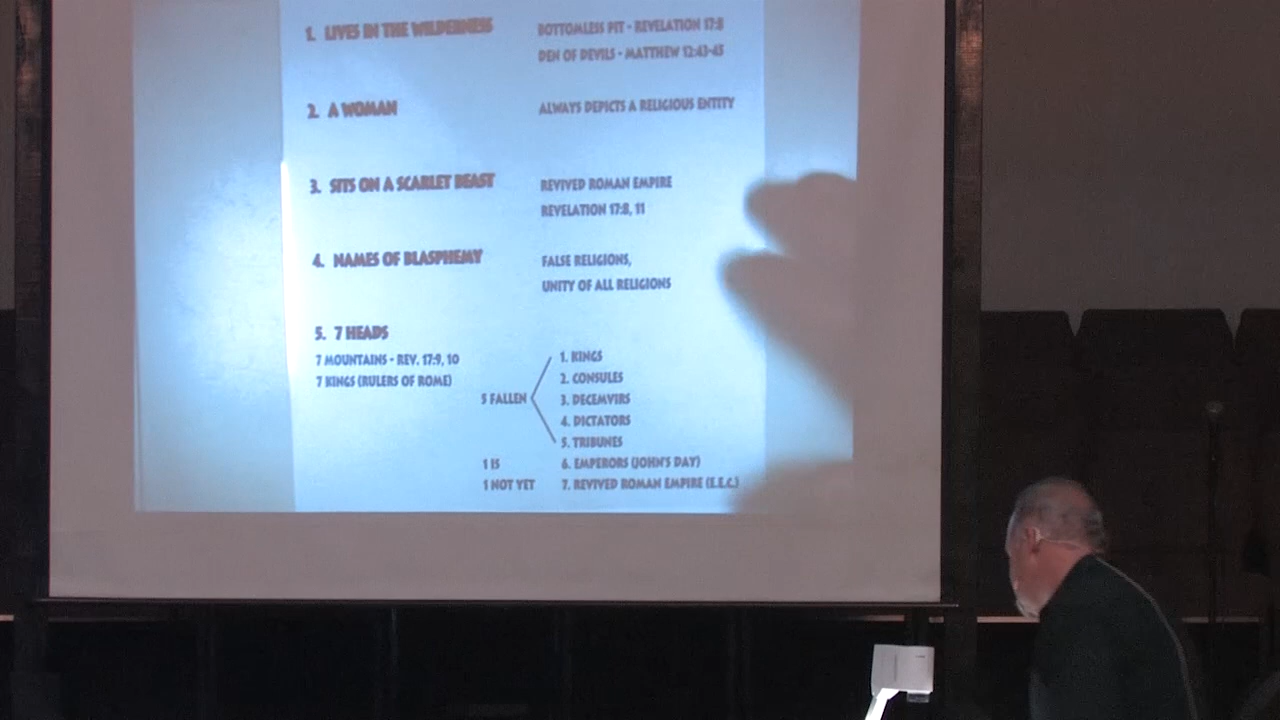 1. LIVES IN THE WILDERNESS BOTTOMLESS PIT - REVELATION 17:8
DEN OF DEVILS - MATTHEW 12:43-45
2. A WOMAN ALWAYS DEPICTS A RELIGIOUS ENTITY
3. SITS ON A SCARLET BEAST REVIVED ROMAN EMPIRE
REVELATION 17:8, 11
4. NAMES OF BLASPHEMY FALSE RELIGIONS,
UNITY OF ALL RELIGIONS
5. 7 HEADS
7 MOUNTAINS - REV. 17:9, 10 1. KINGS
7 KINGS (RULERS OF ROME) 2. CONSULES
5 FALLEN 3. DECEMVIRS
4. DICTATORS
5. TRIBUNES
1 IS 6. EMPERORS (JOHN'S DAY)
1 NOT YET 7. REVIVED ROMAN EMPIRE (E.E.C.)